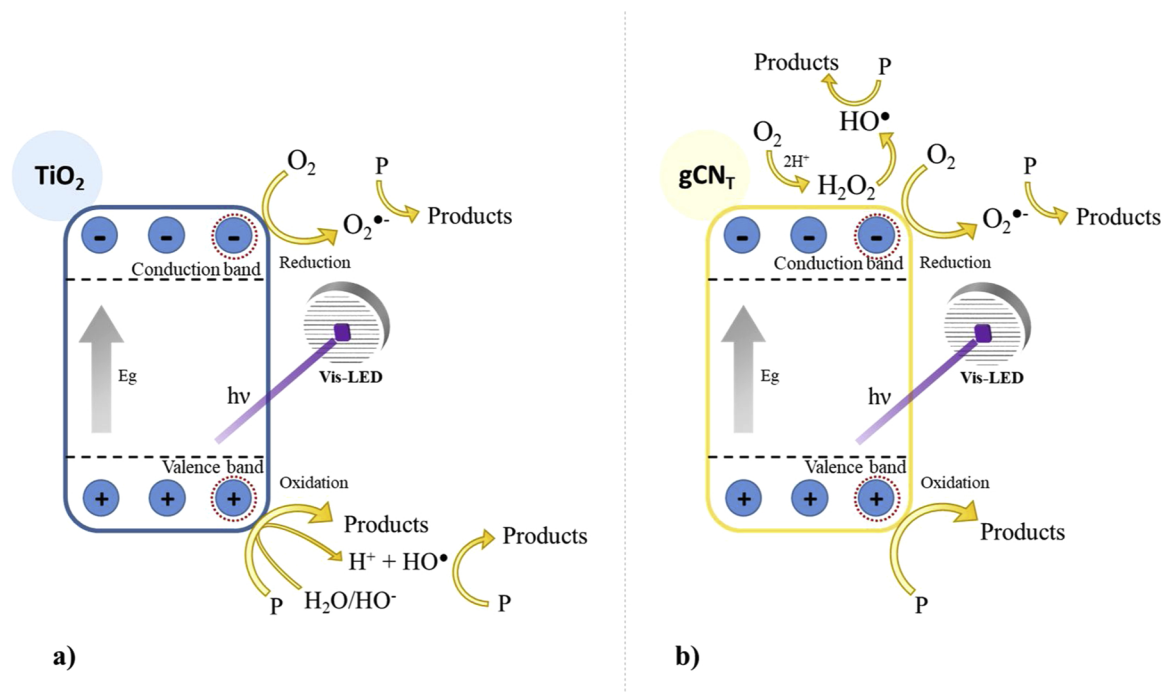 TiO₂
O₂
P
O₂•-
Products
Conduction band
Reduction
Eg
Vis-LED
hν
Valence band
Oxidation
Products
Products
H⁺ + HO•
P
H₂O/HO⁻
P
a)
Products
P
HO•
O₂
2H⁺
O₂
gCN_T
H₂O₂
P
O₂•-
Products
Conduction band
Reduction
Eg
Vis-LED
hν
Valence band
Oxidation
Products
P
b)